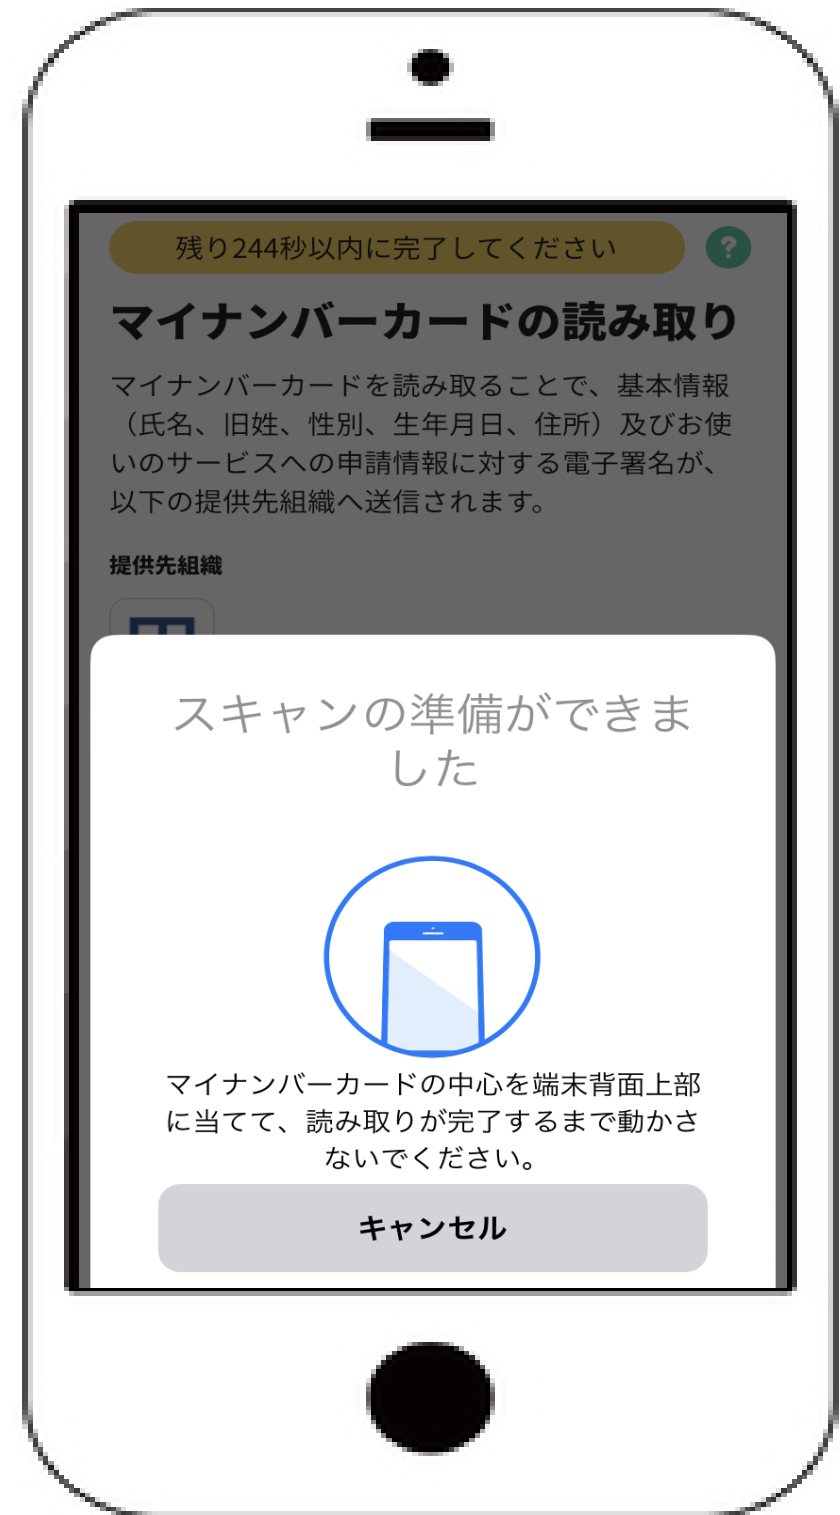 残り244秒以内に完了してください
?
マイナンバーカードの読み取り
マイナンバーカードを読み取ることで、基本情報
（氏名、旧姓、性別、生年月日、住所）及びお使
いのサービスへの申請情報に対する電子署名が、
以下の提供先組織へ送信されます。
提供先組織
スキャンの準備ができま
した
マイナンバーカードの中心を端末背面上部
に当てて、読み取りが完了するまで動かさ
ないでください。
キャンセル